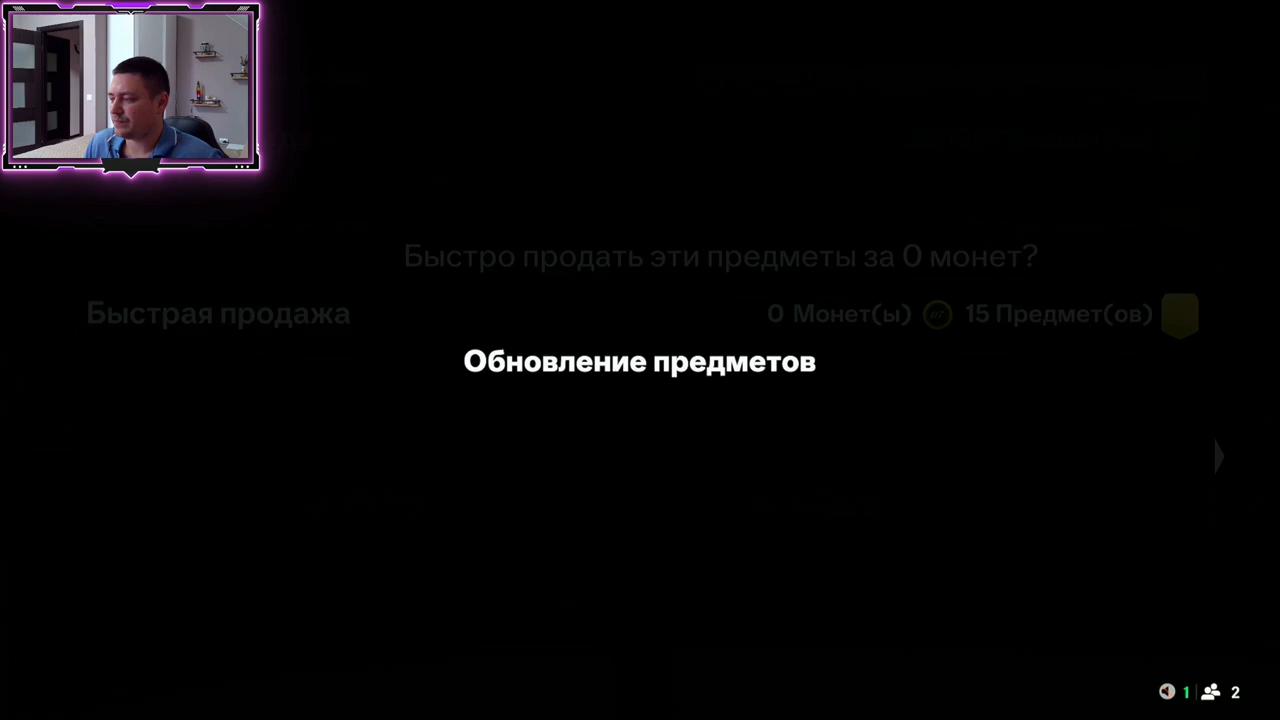 Быстро продать эти предметы за 0 монет?
Быстрая продажа
0 Монет(ы) 15 Предмет(ов)
Обновление предметов
1 2